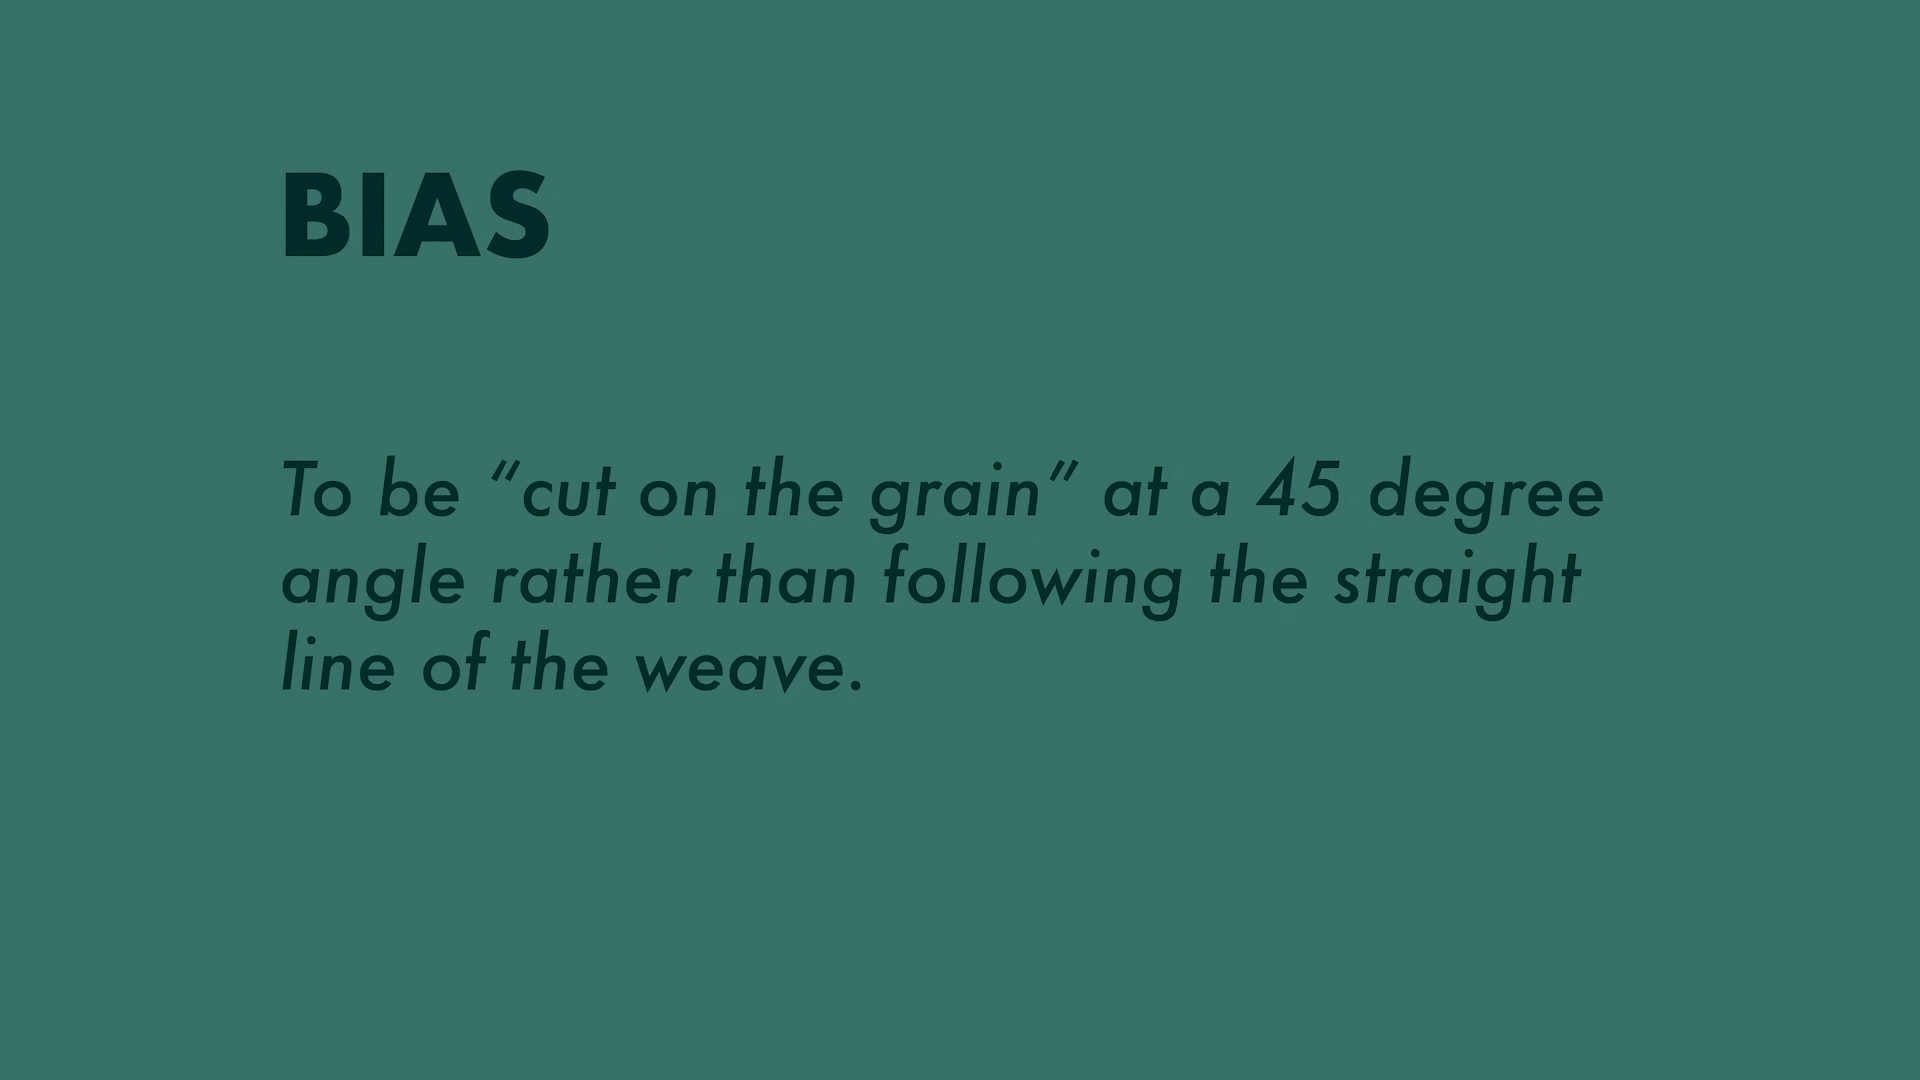 BIAS
To be “cut on the grain” at a 45 degree
angle rather than following the straight
line of the weave.